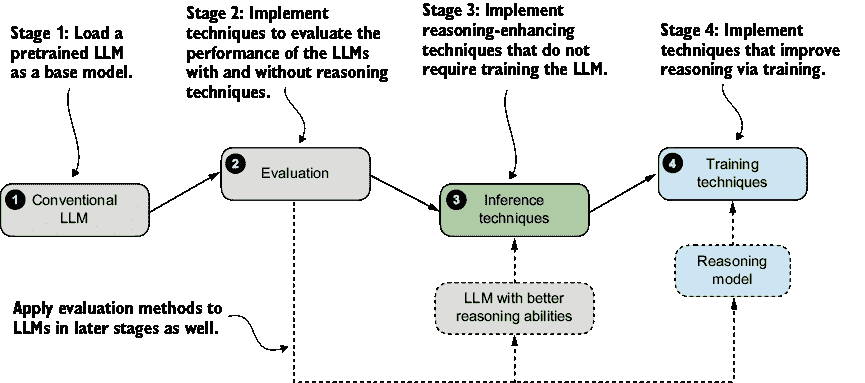 Stage 1: Load a
pretrained LLM
as a base model.
Stage 2: Implement
techniques to evaluate the
performance of the LLMs
with and without reasoning
techniques.
Stage 3: Implement
reasoning-enhancing
techniques that do not
require training the LLM.
Stage 4: Implement
techniques that improve
reasoning via training.
1
Conventional
LLM
2
Evaluation
3
Inference
techniques
4
Training
techniques
LLM with better
reasoning abilities
Reasoning
model
Apply evaluation methods to
LLMs in later stages as well.